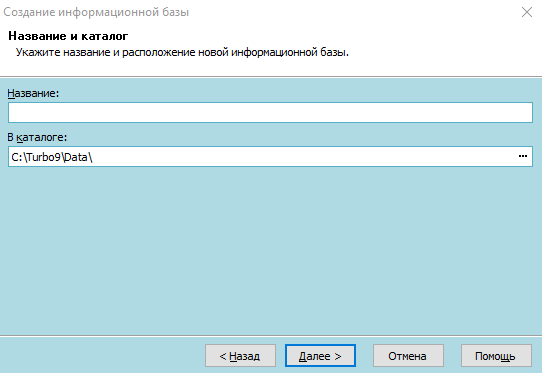 Создание информационной базы
Название и каталог
Укажите название и расположение новой информационной базы.
Название:
В каталоге:
C:\Turbo9\Data\ ...
< Назад Далее > Отмена Помощь